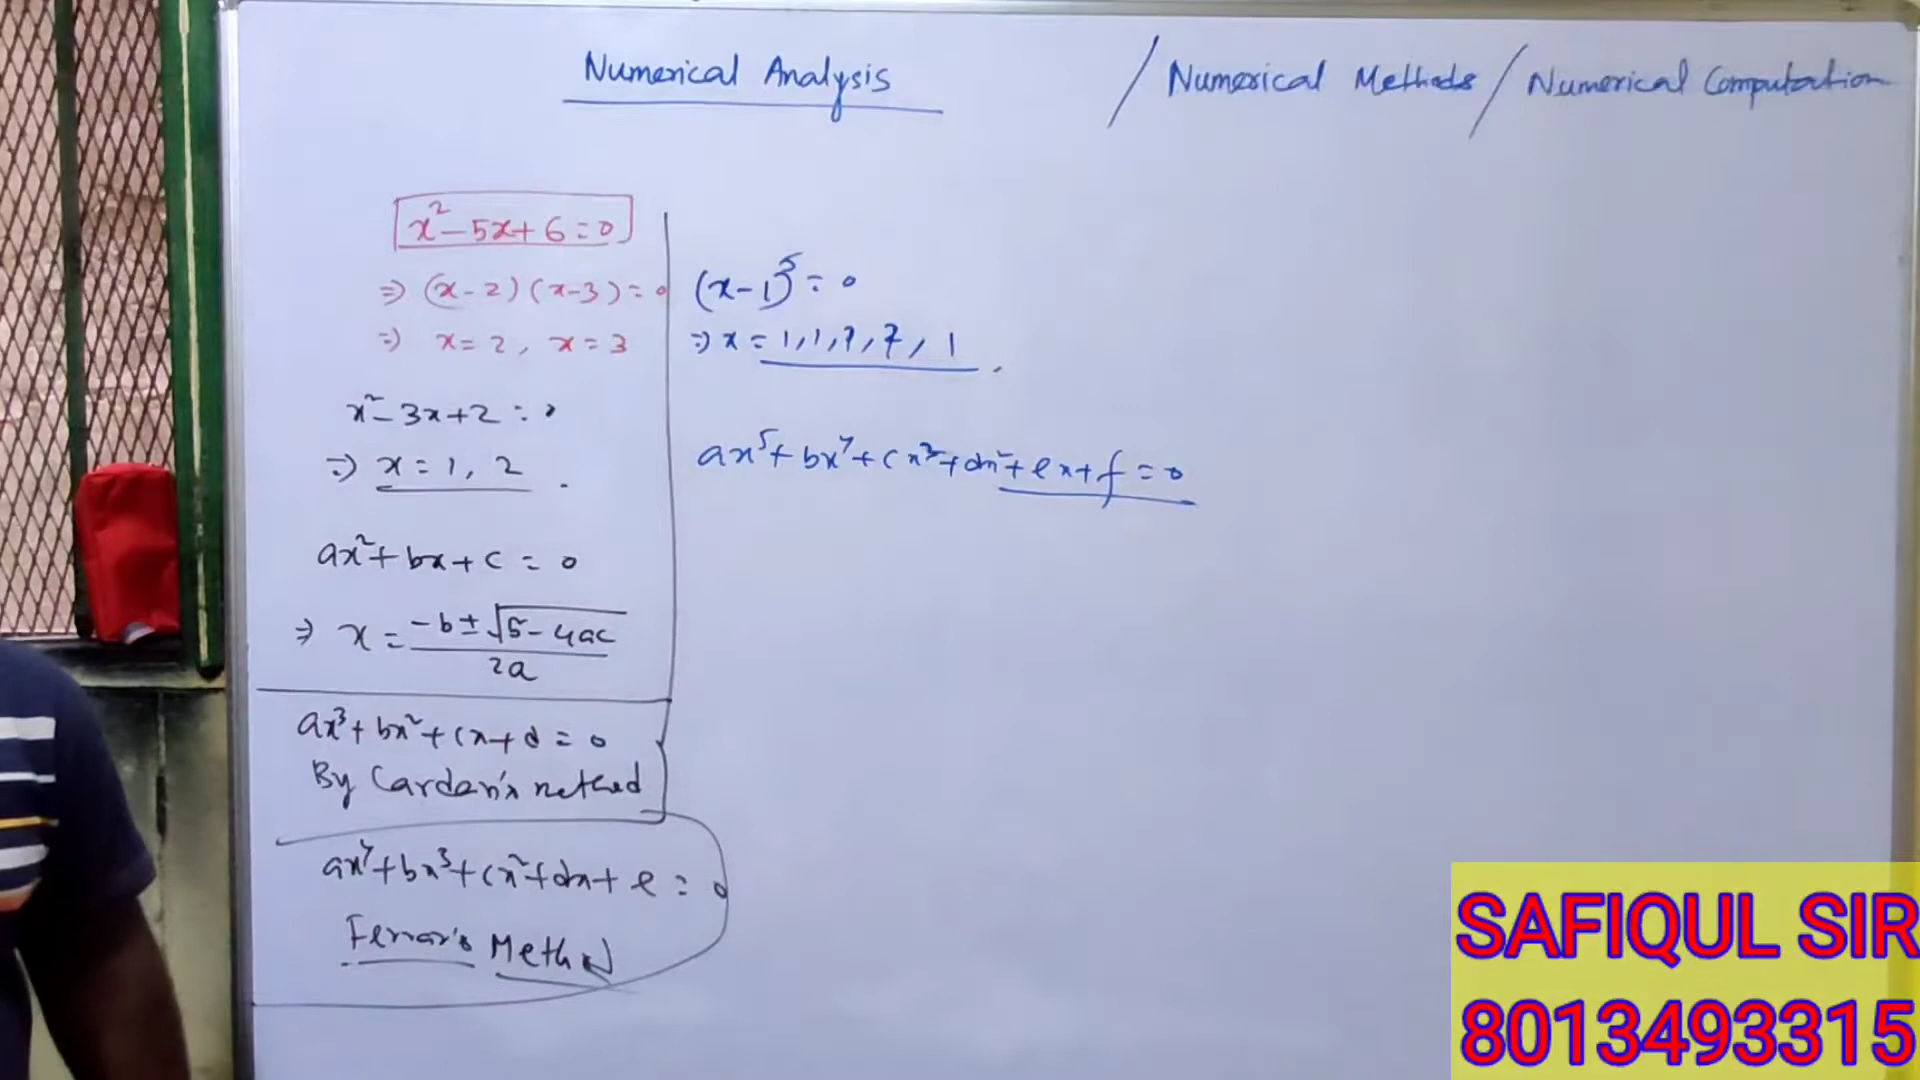 Numerical Analysis / Numerical Methods / Numerical Computation
x² - 5x + 6 = 0
⇒ (x - 2) (x - 3) = 0
⇒ x = 2, x = 3
x² - 3x + 2 = 0
⇒ x = 1, 2.
ax² + bx + c = 0
⇒ x = (-b ± √(b² - 4ac)) / 2a
ax³ + bx² + cx + d = 0
By Cardan's method
ax⁴ + bx³ + cx² + dx + e = 0
Ferrari's Method
(x - 1)⁵ = 0
⇒ x = 1, 1, 1, 1, 1.
ax⁵ + bx⁴ + cx³ + dx² + ex + f = 0
SAFIQUL SIR
8013493315